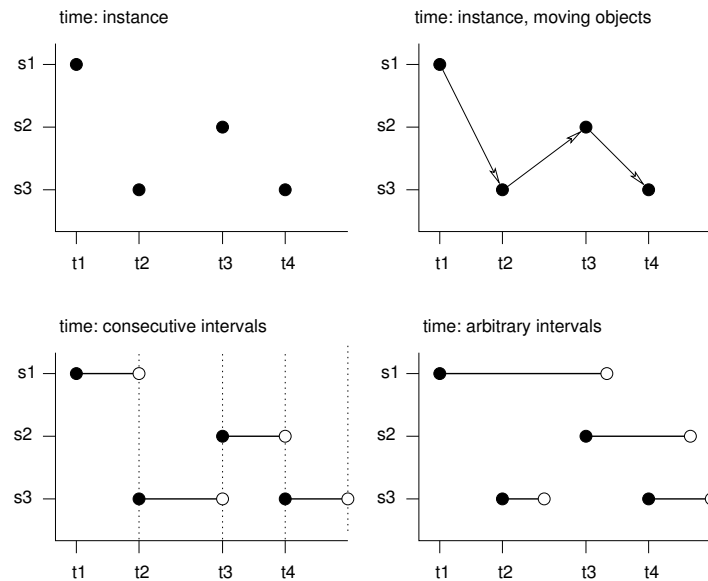 time: instance
s1
s2
s3
t1 t2 t3 t4
time: instance, moving objects
s1
s2
s3
t1 t2 t3 t4
time: consecutive intervals
s1
s2
s3
t1 t2 t3 t4
time: arbitrary intervals
s1
s2
s3
t1 t2 t3 t4